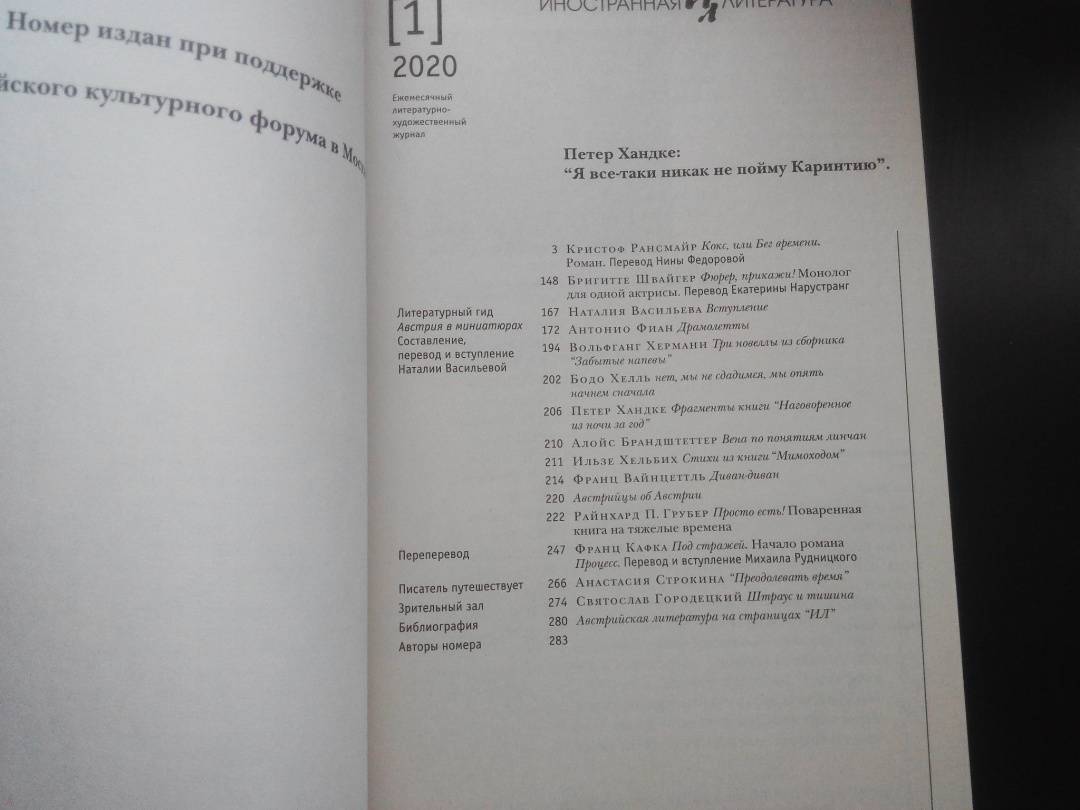 Номер издан при поддержке
йского культурного форума в Мос
ИНОСТРАННАЯ ЛИТЕРАТУРА
[1]
2020
Ежемесячный
литературно-
художественный
журнал
Петер Хандке:
“Я все-таки никак не пойму Каринтию”.
3 Кристоф Рансмайр Кокс, или Бег времени.
Роман. Перевод Нины Федоровой
148 Бригитте Швайгер Фюрер, прикажи! Монолог
для одной актрисы. Перевод Екатерины Нарустранг
Литературный гид 167 Наталия Васильева Вступление
Австрия в миниатюрах 172 Антонио Фиан Драмолетты
Составление,
перевод и вступление 194 Вольфганг Херманн Три новеллы из сборника
Наталии Васильевой “Забытые напевы”
202 Бодо Хелль нет, мы не сдадимся, мы опять
начнем сначала
206 Петер Хандке Фрагменты книги “Наговоренное
из ночи за год”
210 Алойс Брандштеттер Вена по понятиям линчан
211 Ильзе Хельбих Стихи из книги “Мимоходом”
214 Франц Вайнцеттль Диван-диван
220 Австрийцы об Австрии
222 Райнхард П. Грубер Просто есть! Поваренная
книга на тяжелые времена
Переперевод 247 Франц Кафка Под стражей. Начало романа
Процесс. Перевод и вступление Михаила Рудницкого
Писатель путешествует 266 Анастасия Строкина “Преодолевать время”
Зрительный зал 274 Святослав Городецкий Штраус и тишина
Библиография 280 Австрийская литература на страницах “ИЛ”
Авторы номера 283